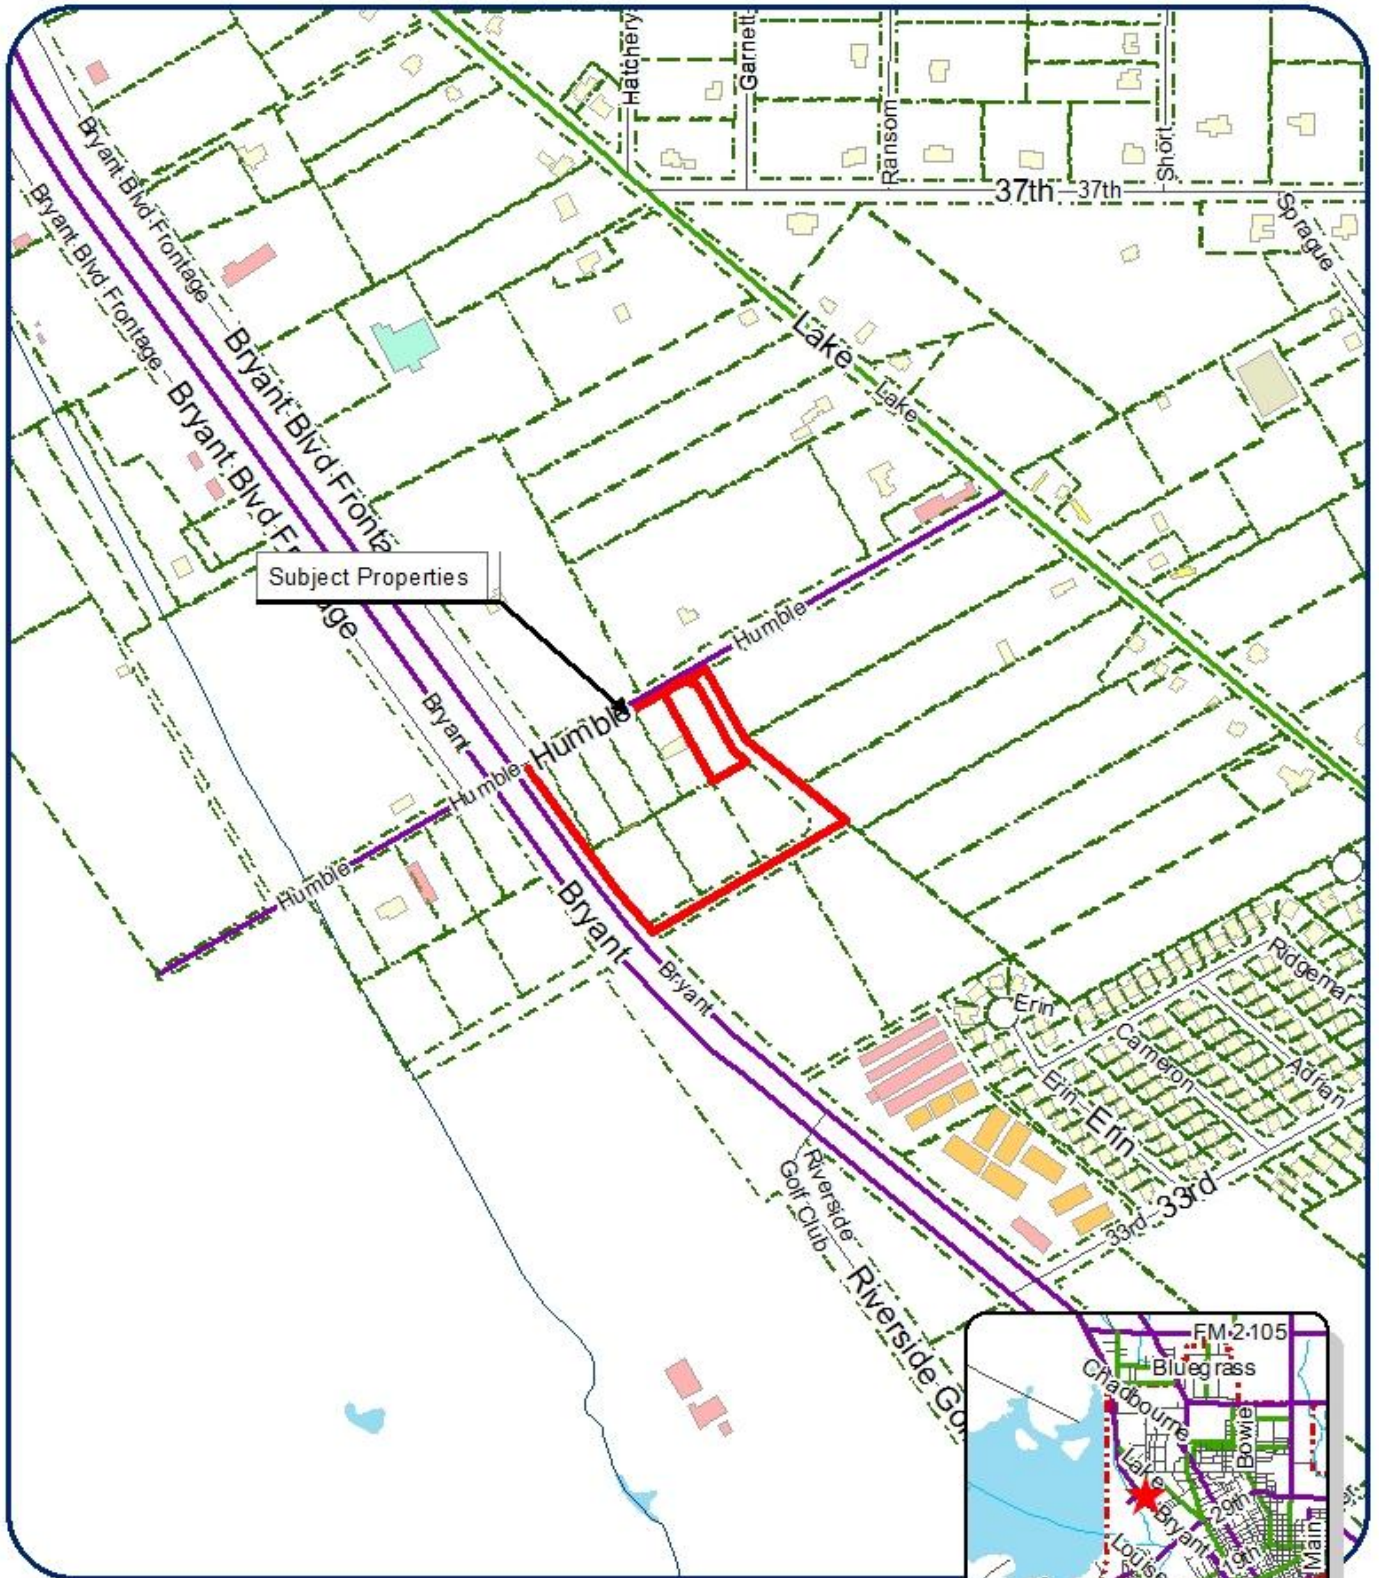 Hatchery
Garnett
Ransom
Short
37th
37th
Sprague
Bryant Blvd Frontage
Bryant Blvd Frontage
Bryant Blvd Fronta
Bryant Blvd F
age
Lake
Lake
Subject Properties
Humble
Humble
Bryant
Humble
Humble
Bryant
Bryant
Erin
Ridgemar
Cameron
Adrian
Erin
Erin
33rd
33rd
Riverside
Golf Club
Riverside Go
FM 2105
Bluegrass
Chadbourne
Bowie
Lake
29th
Bryant
19th
Main
Louise